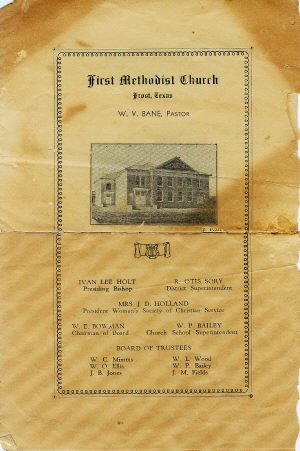 First Methodist Church
Frost, Texas
W. V. BANE, PASTOR
IVAN LEE HOLT
Presiding Bishop
R. OTIS SORY
District Superintendent
MRS. J. D. HOLLAND
President Woman's Society of Christian Service
W. E. BOWMAN
Chairman of Board
W. P. BAILEY
Church School Superintendent
BOARD OF TRUSTEES
W. C. Mimms W. L. Wood
W. O. Ellis W. P. Bailey
J. B. Jones J. M. Fields